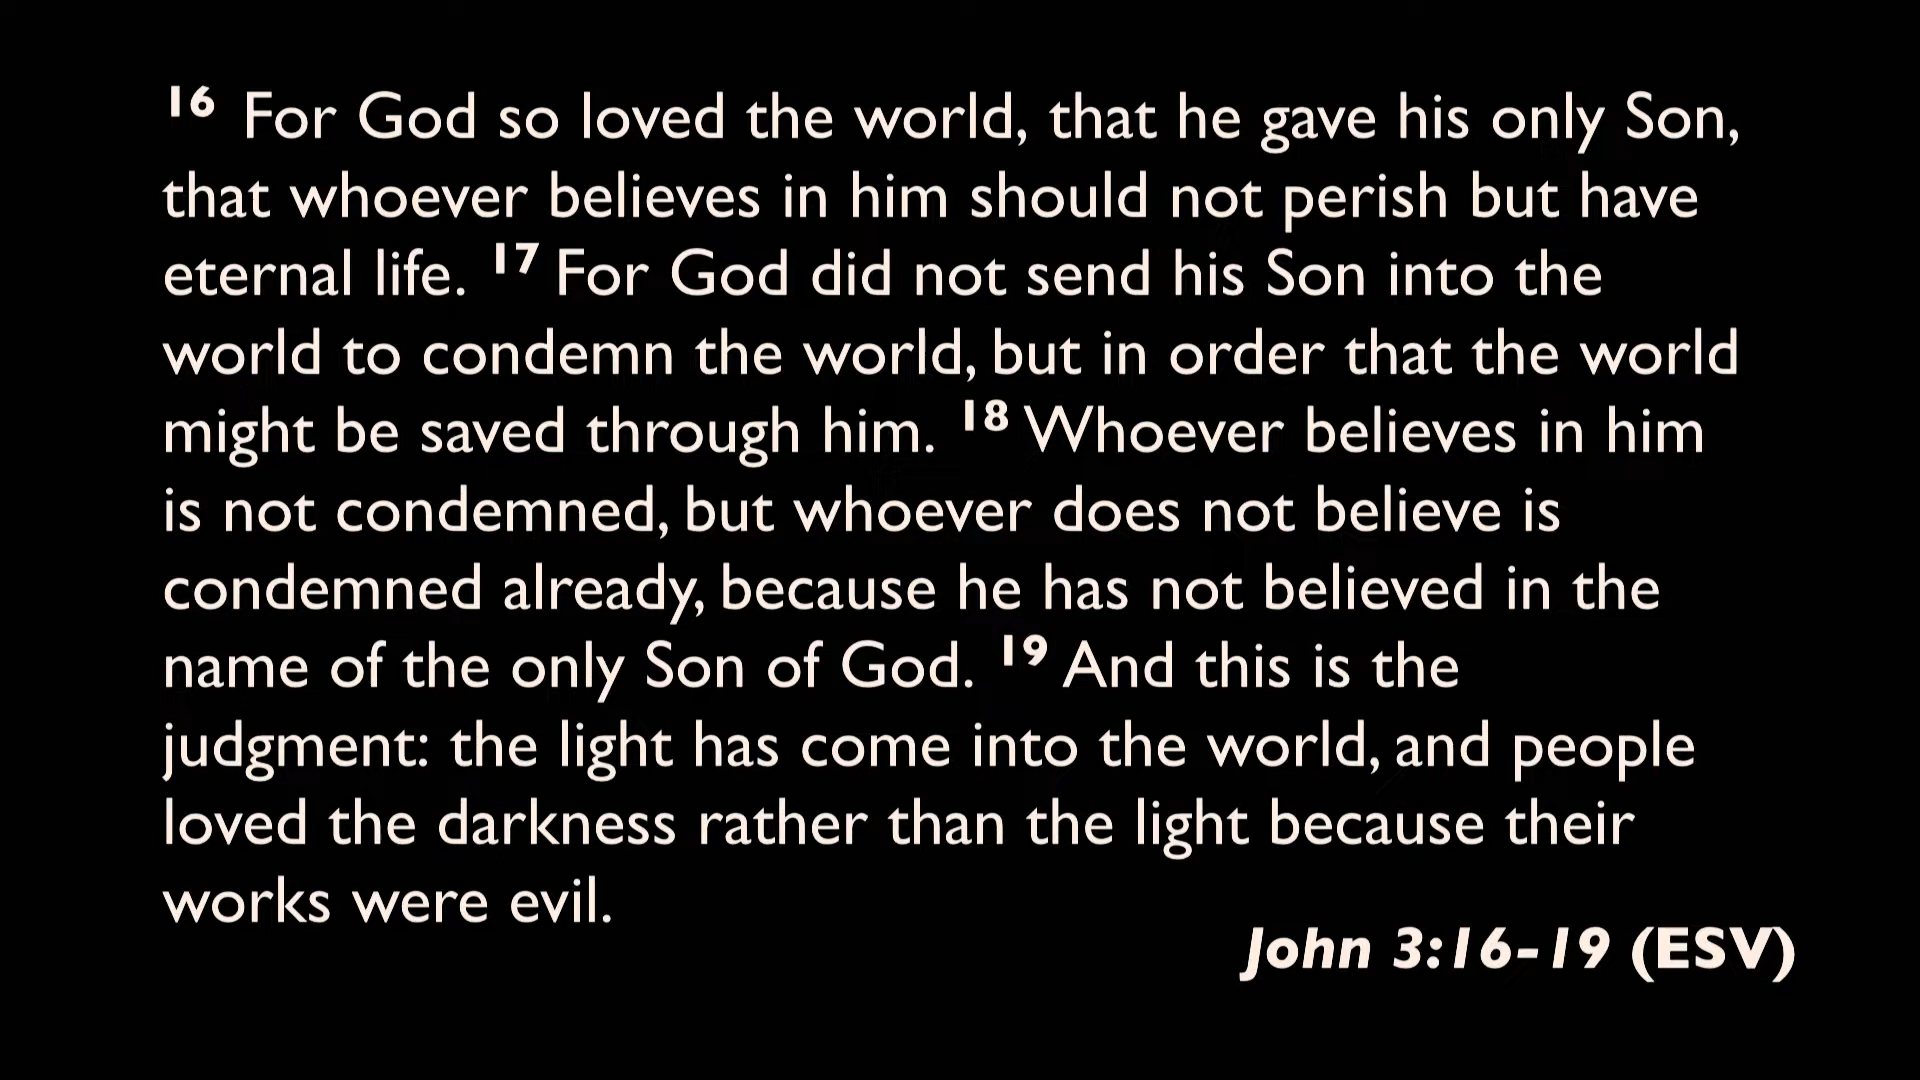 16 For God so loved the world, that he gave his only Son,
that whoever believes in him should not perish but have
eternal life. 17 For God did not send his Son into the
world to condemn the world, but in order that the world
might be saved through him. 18 Whoever believes in him
is not condemned, but whoever does not believe is
condemned already, because he has not believed in the
name of the only Son of God. 19 And this is the
judgment: the light has come into the world, and people
loved the darkness rather than the light because their
works were evil.
John 3:16-19 (ESV)